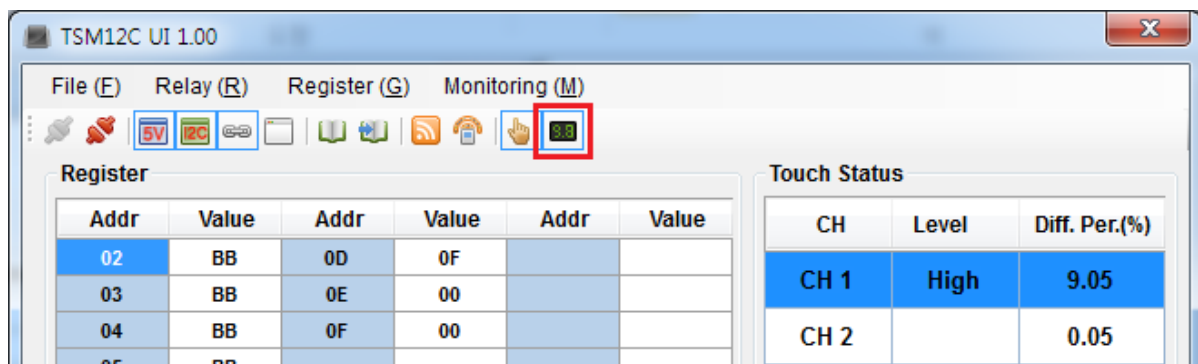 TSM12C UI 1.00
x
File (F) Relay (R) Register (G) Monitoring (M)
5V I2C 9.8
Register
Touch Status
Addr Value Addr Value Addr Value
CH Level Diff. Per.(%)
02 BB 0D 0F
CH 1 High 9.05
03 BB 0E 00
04 BB 0F 00
CH 2 0.05